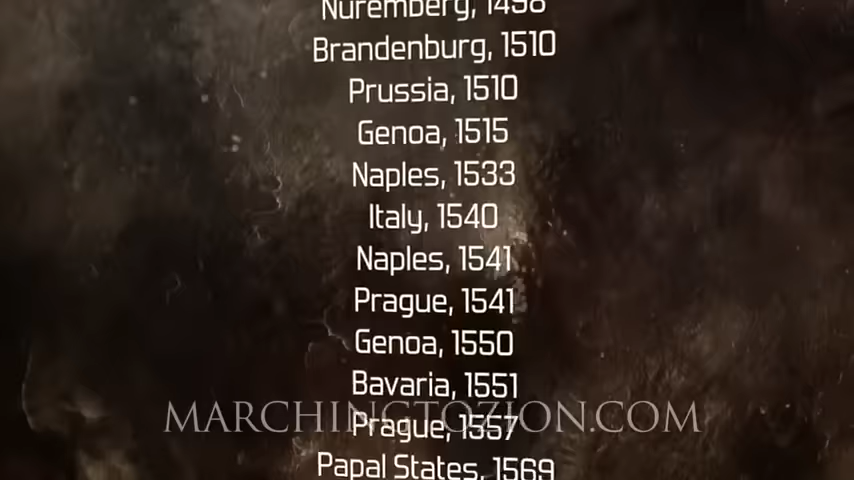 Nuremberg, 1498
Brandenburg, 1510
Prussia, 1510
Genoa, 1515
Naples, 1533
Italy, 1540
Naples, 1541
Prague, 1541
Genoa, 1550
Bavaria, 1551
MARCHINGTOZION.COM
Prague, 1557
Papal States, 1569